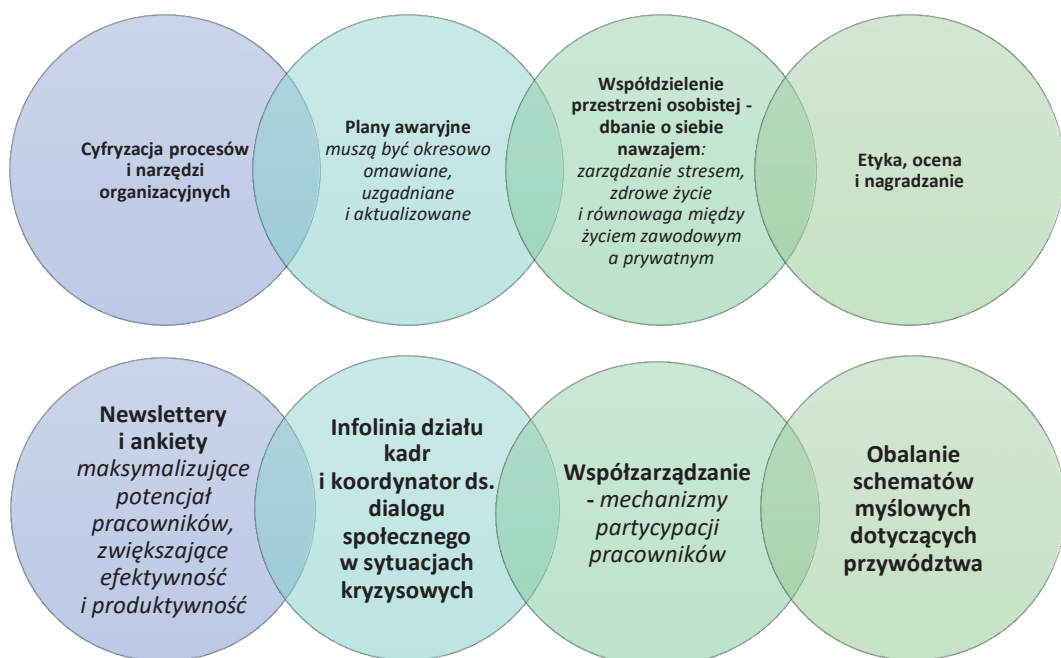 Cyfryzacja procesów
i narzędzi
organizacyjnych
Plany awaryjne
muszą być okresowo
omawiane,
uzgadniane
i aktualizowane
Współdzielenie
przestrzeni osobistej -
dbanie o siebie
nawzajem:
zarządzanie stresem,
zdrowe życie
i równowaga między
życiem zawodowym
a prywatnym
Etyka, ocena
i nagradzanie
Newslettery
i ankiety
maksymalizujące
potencjał
pracowników,
zwiększające
efektywność
i produktywność
Infolinia działu
kadr
i koordynator ds.
dialogu
społecznego
w sytuacjach
kryzysowych
Współzarządzanie
- mechanizmy
partycypacji
pracowników
Obalanie
schematów
myślowych
dotyczących
przywództwa